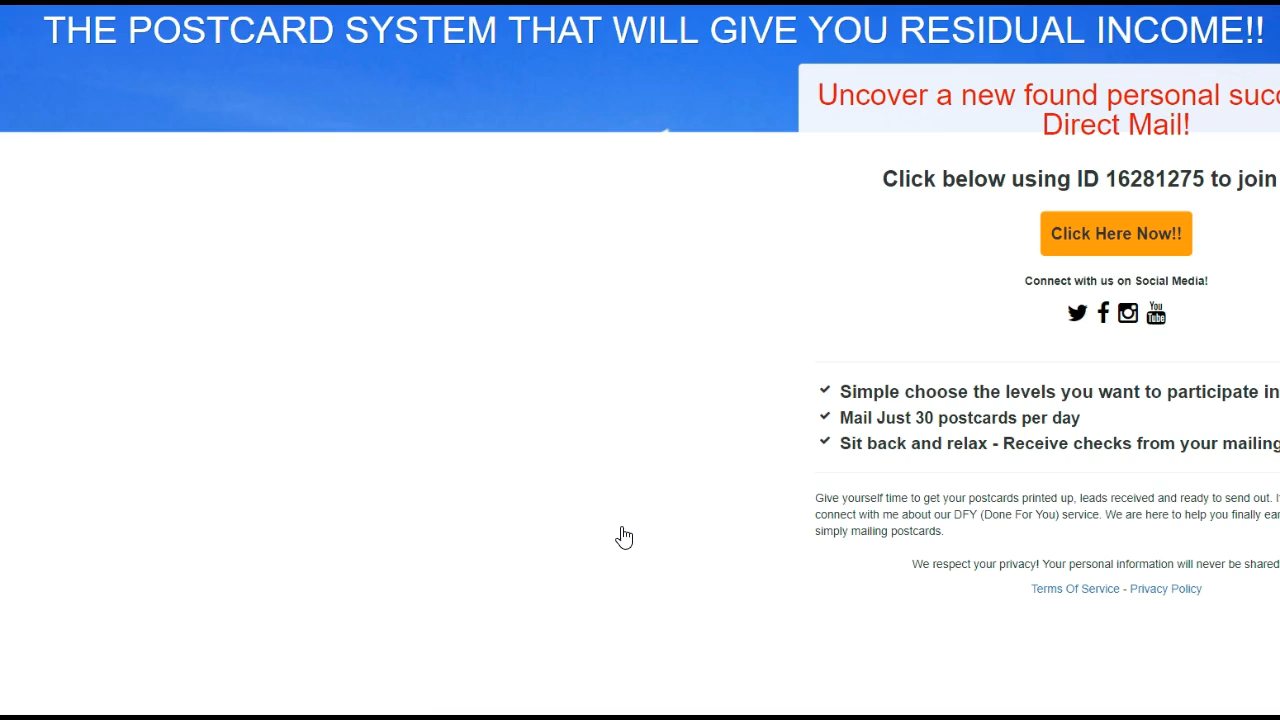 THE POSTCARD SYSTEM THAT WILL GIVE YOU RESIDUAL INCOME!!
Uncover a new found personal
Direct Mail!
Click below using ID 16281275 to join
Click Here Now!!
Connect with us on Social Media!
You
Tube
Simple choose the levels you want to participate in
Mail Just 30 postcards per day
Sit back and relax - Receive checks from your mailing
Give yourself time to get your postcards printed up, leads received and ready to send out.
connect with me about our DFY (Done For You) service. We are here to help you finally
simply mailing postcards.
We respect your privacy! Your personal information will never be shared
Terms Of Service - Privacy Policy